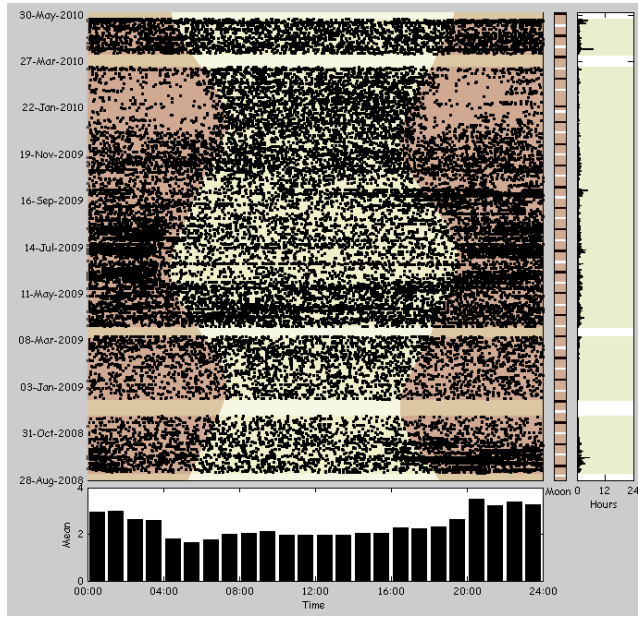 30-May-2010
27-Mar-2010
22-Jan-2010
19-Nov-2009
16-Sep-2009
14-Jul-2009
11-May-2009
08-Mar-2009
03-Jan-2009
31-Oct-2008
28-Aug-2008
Moon
0 12 24
Hours
4
2
0
Mean
00:00 04:00 08:00 12:00 16:00 20:00 24:00
Time